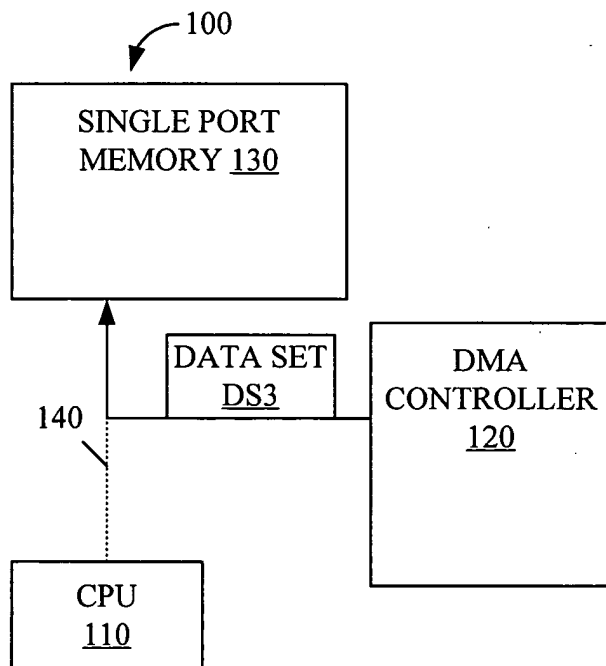 100
SINGLE PORT
MEMORY 130
DATA SET
DS3
DMA
CONTROLLER
120
140
CPU
110